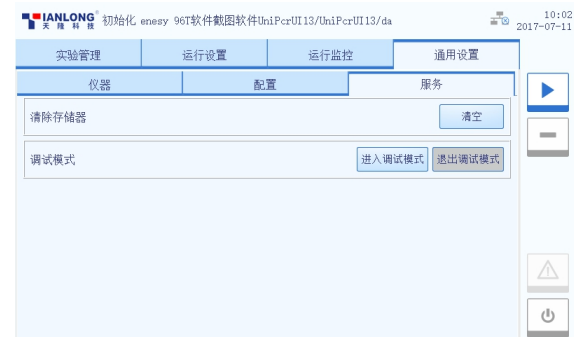 TIANLONG® 初始化 enesy 96T软件截图软件UniPcrUI13/UniPcrUI13/da
天隆科技
10:02
2017-07-11
实验管理 运行设置 运行监控 通用设置
仪器 配置 服务
清除存储器 清空
调试模式 进入调试模式 退出调试模式